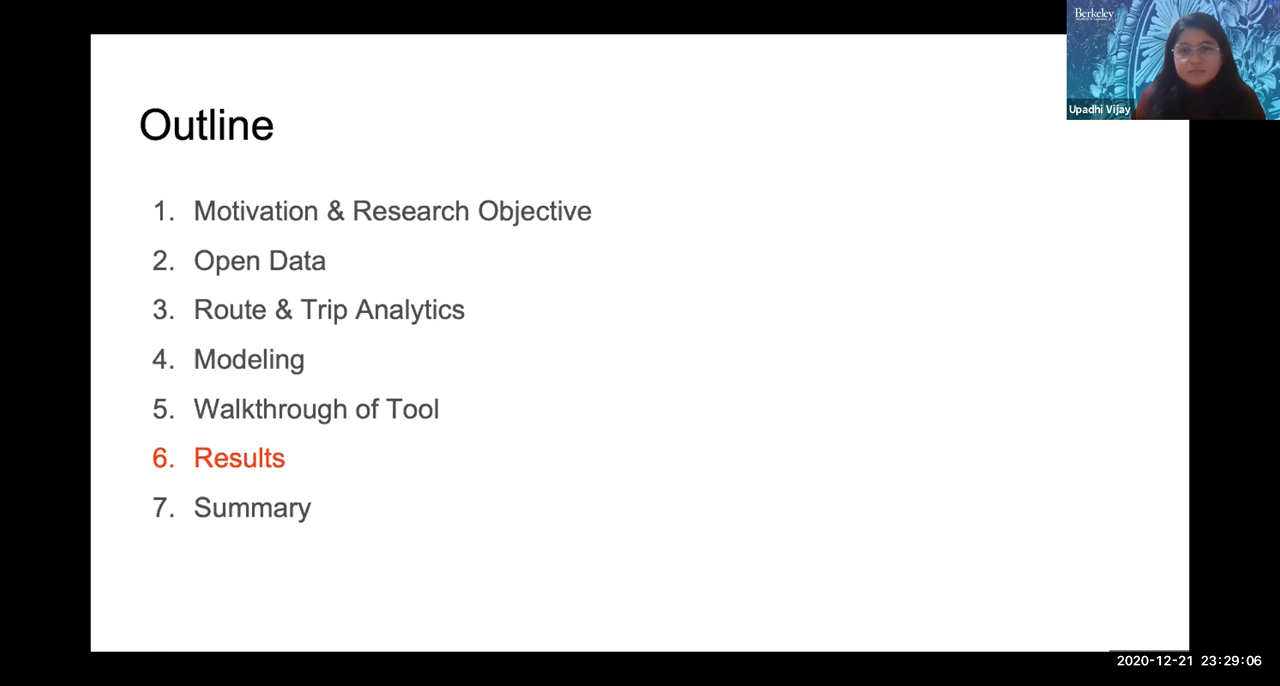 Outline
1. Motivation & Research Objective
2. Open Data
3. Route & Trip Analytics
4. Modeling
5. Walkthrough of Tool
6. Results
7. Summary
Berkeley
Upadhi Vijay
2020-12-21 23:29:06